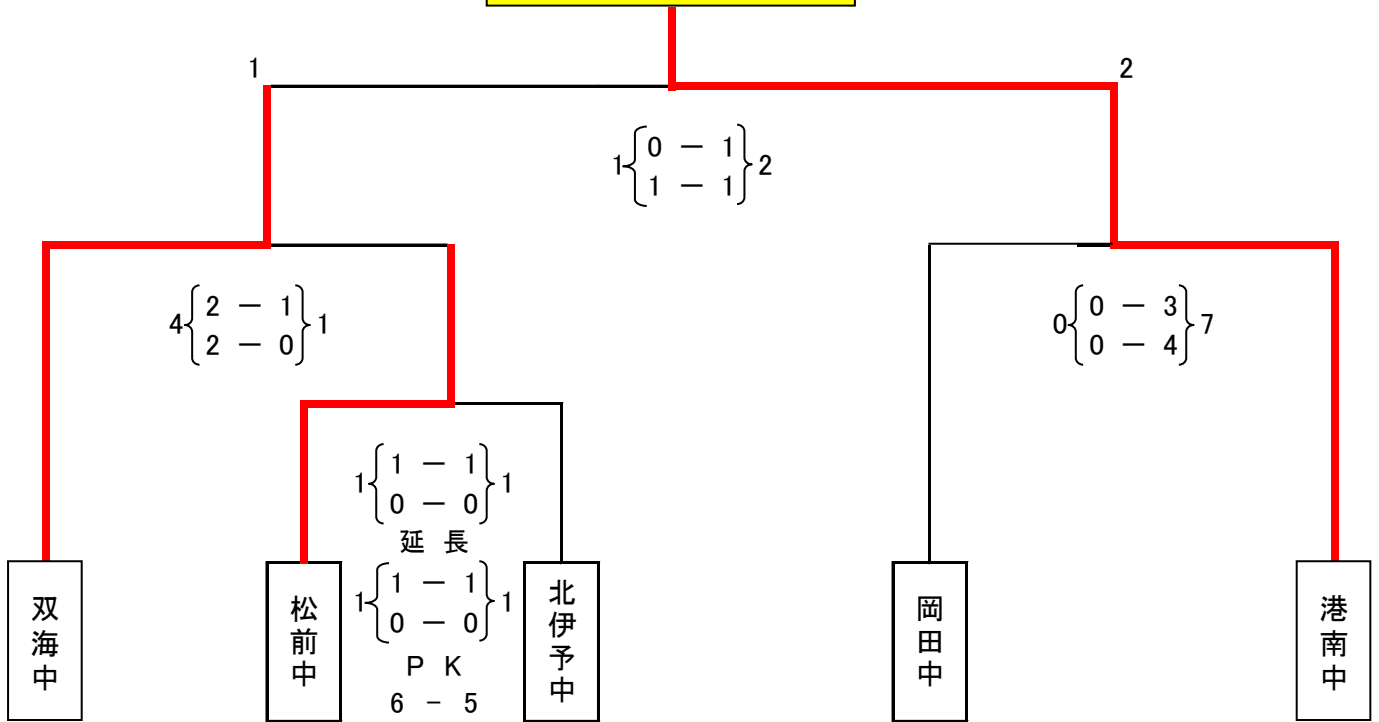 1 2
1 0 － 1 2
1 － 1
4 2 － 1 1
2 － 0
0 0 － 3 7
0 － 4
1 1 － 1 1
0 － 0
延 長
1 1 － 1 1
0 － 0
Ｐ Ｋ
6 － 5
双海中
松前中
北伊予中
岡田中
港南中